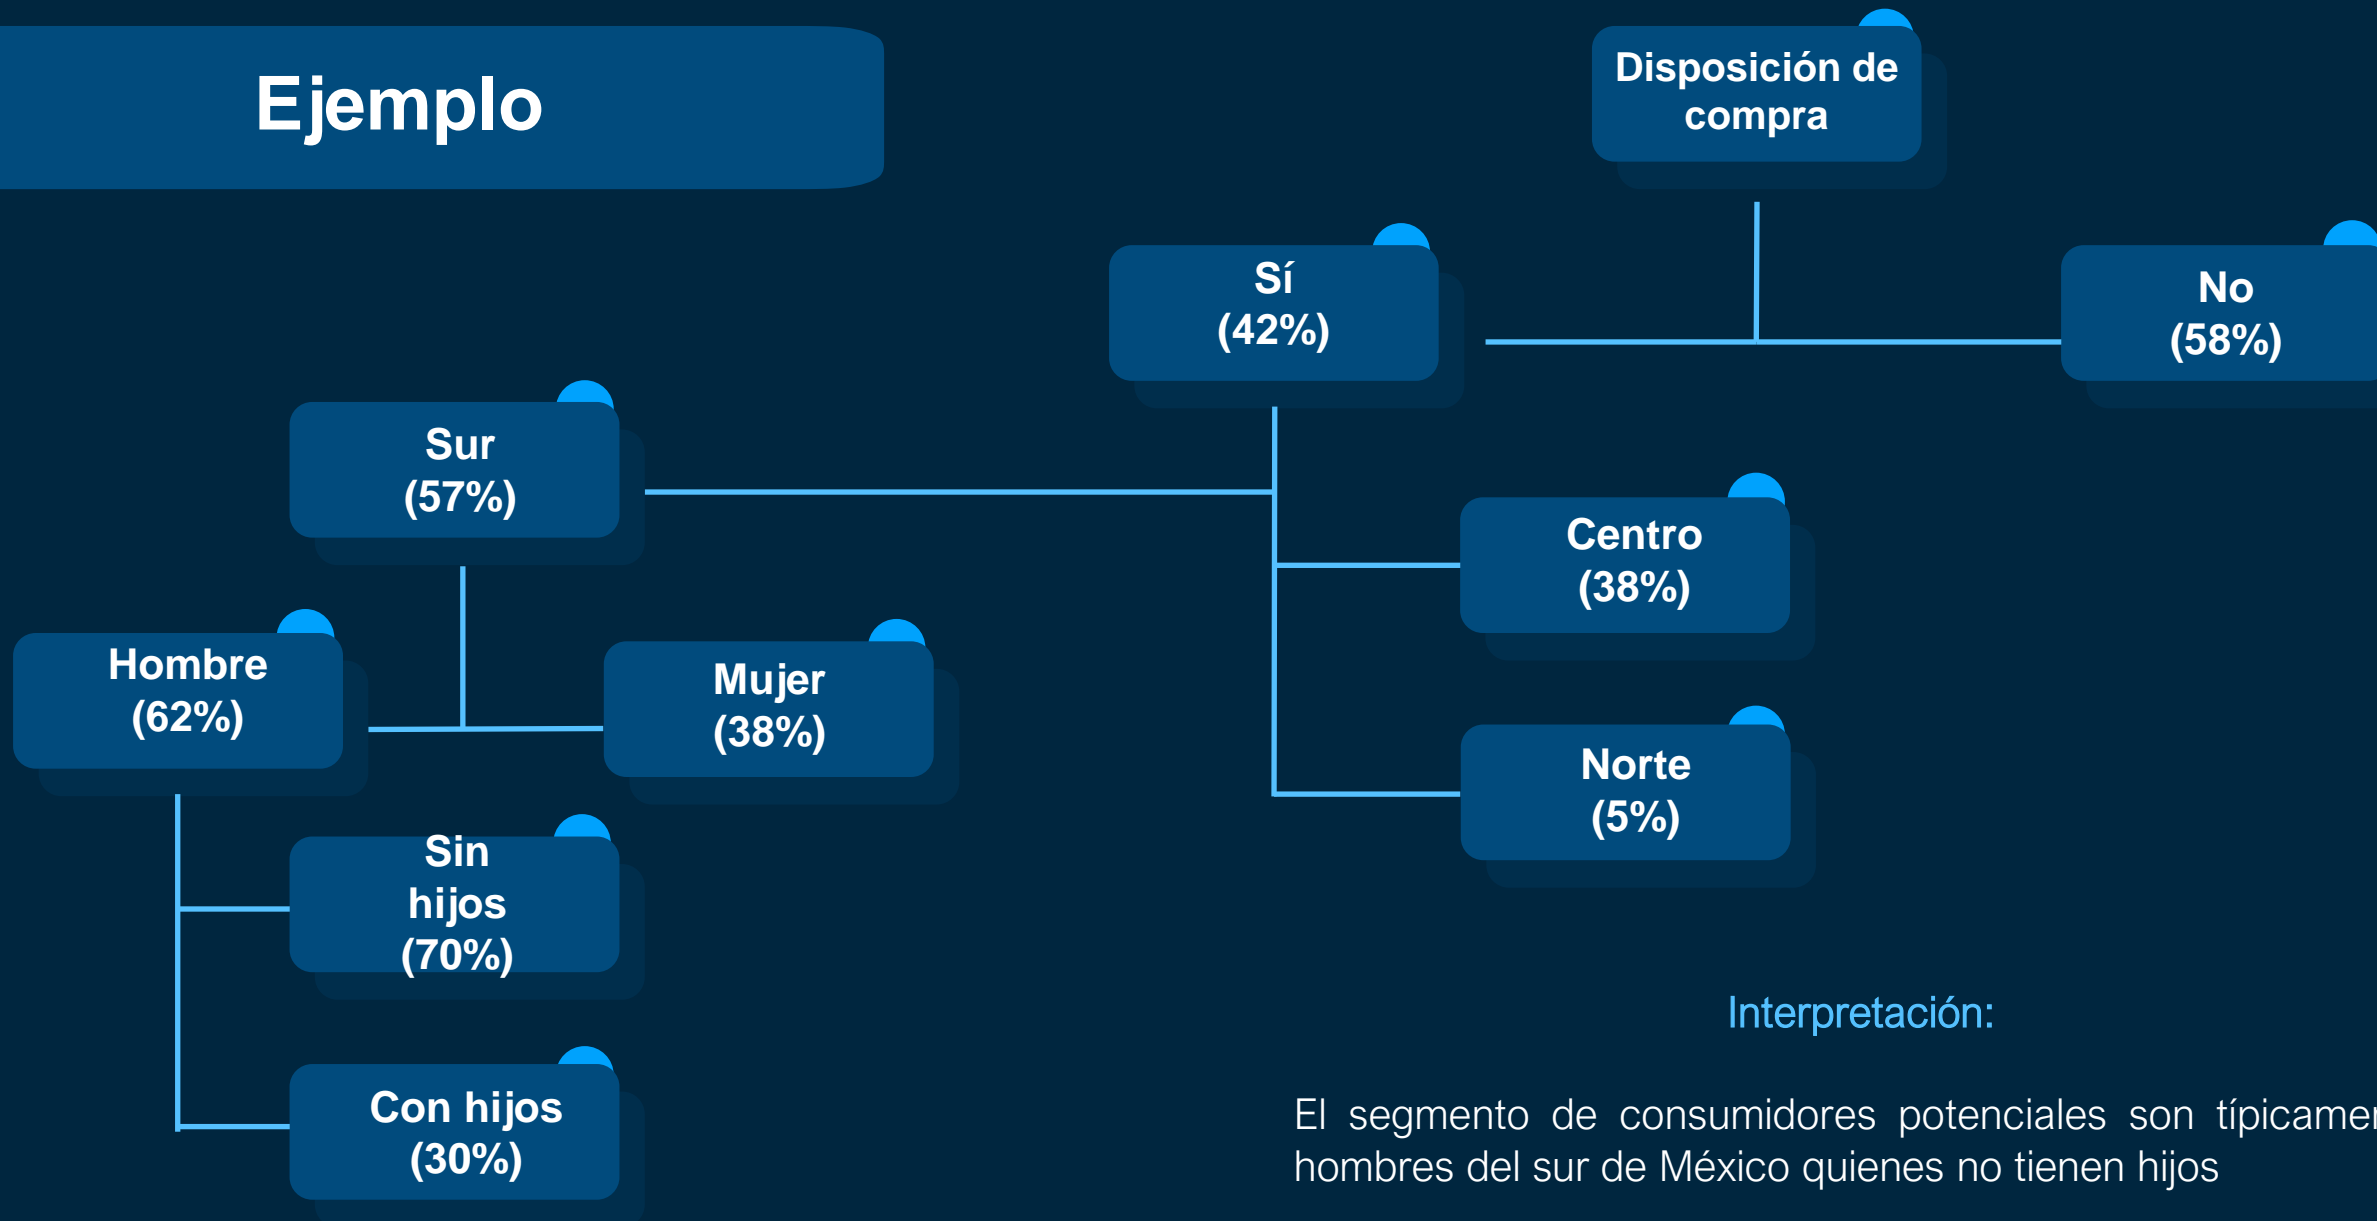 Ejemplo
Disposición de
compra
Sí
(42%)
No
(58%)
Sur
(57%)
Centro
(38%)
Hombre
(62%)
Mujer
(38%)
Norte
(5%)
Sin
hijos
(70%)
Con hijos
(30%)
Interpretación:
El segmento de consumidores potenciales son
hombres del sur de México quienes no tienen hijos